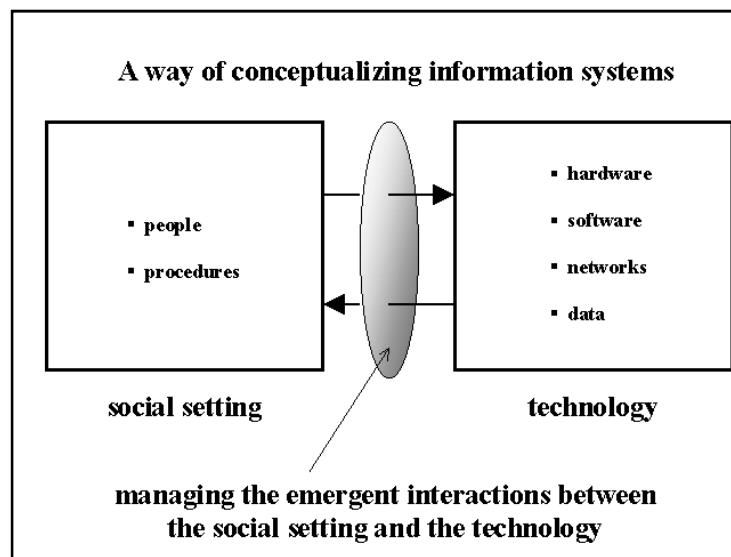 A way of conceptualizing information systems
▪ people
▪ procedures
▪ hardware
▪ software
▪ networks
▪ data
social setting
technology
managing the emergent interactions between
the social setting and the technology